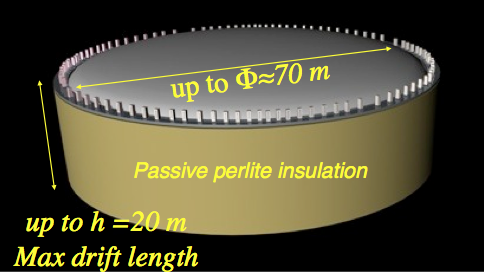 up to Φ≈70 m
Passive perlite insulation
up to h =20 m
Max drift length